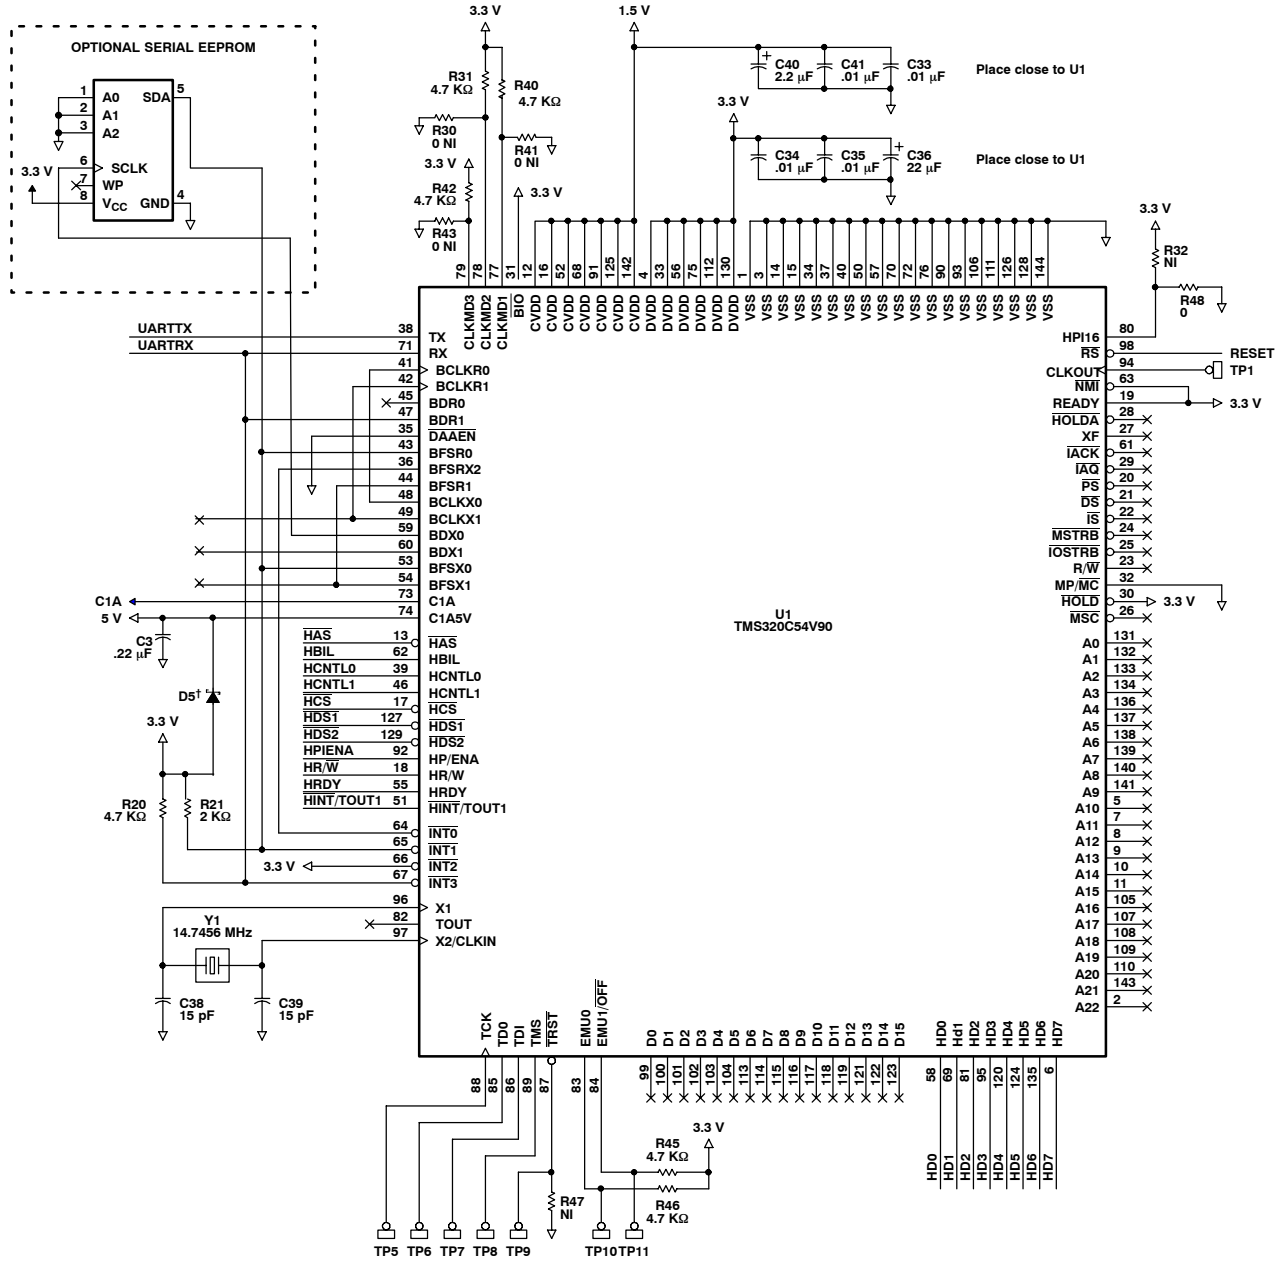 OPTIONAL SERIAL EEPROM
1 A0 SDA 5
2 A1
3 A2
6 SCLK
3.3 V
7 WP
8 VCC GND 4
3.3 V
R31
4.7 KΩ
R40
4.7 KΩ
R30
0 NI
R41
0 NI
3.3 V
R42
4.7 KΩ
R43
0 NI
3.3 V
1.5 V
C40
2.2 µF
C41
.01 µF
C33
.01 µF
Place close to U1
3.3 V
C34
.01 µF
C35
.01 µF
C36
22 µF
Place close to U1
3.3 V
R32
NI
R48
0
79 78 77 31 12 16 52 68 91 125 142 4 33 56 75 112 130 1 3 14 15 34 37 40 50 57 70 72 76 90 93 106 111 126 128 144
CLKMD3 CLKMD2 CLKMD1 BIO CVDD CVDD CVDD CVDD CVDD CVDD CVDD DVDD DVDD DVDD DVDD DVDD DVDD VSS VSS VSS VSS VSS VSS VSS VSS VSS VSS VSS VSS VSS VSS VSS VSS VSS VSS VSS
UARTTX 38 TX
UARTRX 71 RX
41 BCLKR0
42 BCLKR1
45 BDR0
47 BDR1
35 DAAEN
43 BFSR0
36 BFSRX2
44 BFSR1
48 BCLKX0
49 BCLKX1
59 BDX0
60 BDX1
53 BFSX0
54 BFSX1
C1A 73 C1A
5 V 74 C1A5V
C3
.22 µF
HAS 13 HAS
HBIL 62 HBIL
HCNTL0 39 HCNTL0
HCNTL1 46 HCNTL1
HCS 17 HCS
HDS1 127 HDS1
HDS2 129 HDS2
HPIENA 92 HP/ENA
HR/W 18 HR/W
HRDY 55 HRDY
HINT/TOUT1 51 HINT/TOUT1
D5†
3.3 V
R20
4.7 KΩ
R21
2 KΩ
64 INT0
65 INT1
3.3 V 66 INT2
67 INT3
96 X1
82 TOUT
97 X2/CLKIN
Y1
14.7456 MHz
C38
15 pF
C39
15 pF
U1
TMS320C54V90
HPI16 80
RS 98 RESET
CLKOUT 94 TP1
NMI 63
READY 19 3.3 V
HOLDA 28
XF 27
IACK 61
IAQ 29
PS 20
DS 21
IS 22
MSTRB 24
IOSTRB 25
R/W 23
MP/MC 32
HOLD 30 3.3 V
MSC 26
A0 131
A1 132
A2 133
A3 134
A4 136
A5 137
A6 138
A7 139
A8 140
A9 141
A10 5
A11 7
A12 8
A13 9
A14 10
A15 11
A16 105
A17 107
A18 108
A19 109
A20 110
A21 143
A22 2
TCK TD0 TDI TMS TRST EMU0 EMU1/OFF D0 D1 D2 D3 D4 D5 D6 D7 D8 D9 D10 D11 D12 D13 D14 D15 HD0 Hd1 HD2 HD3 HD4 HD5 HD6 HD7
88 85 86 89 87 83 84 99 100 101 102 103 104 113 114 115 116 117 118 119 121 122 123 58 69 81 95 120 124 135 6
3.3 V
R45
4.7 KΩ
R46
4.7 KΩ
R47
NI
HD0 HD1 HD2 HD3 HD4 HD5 HD6 HD7
TP5 TP6 TP7 TP8 TP9 TP10 TP11